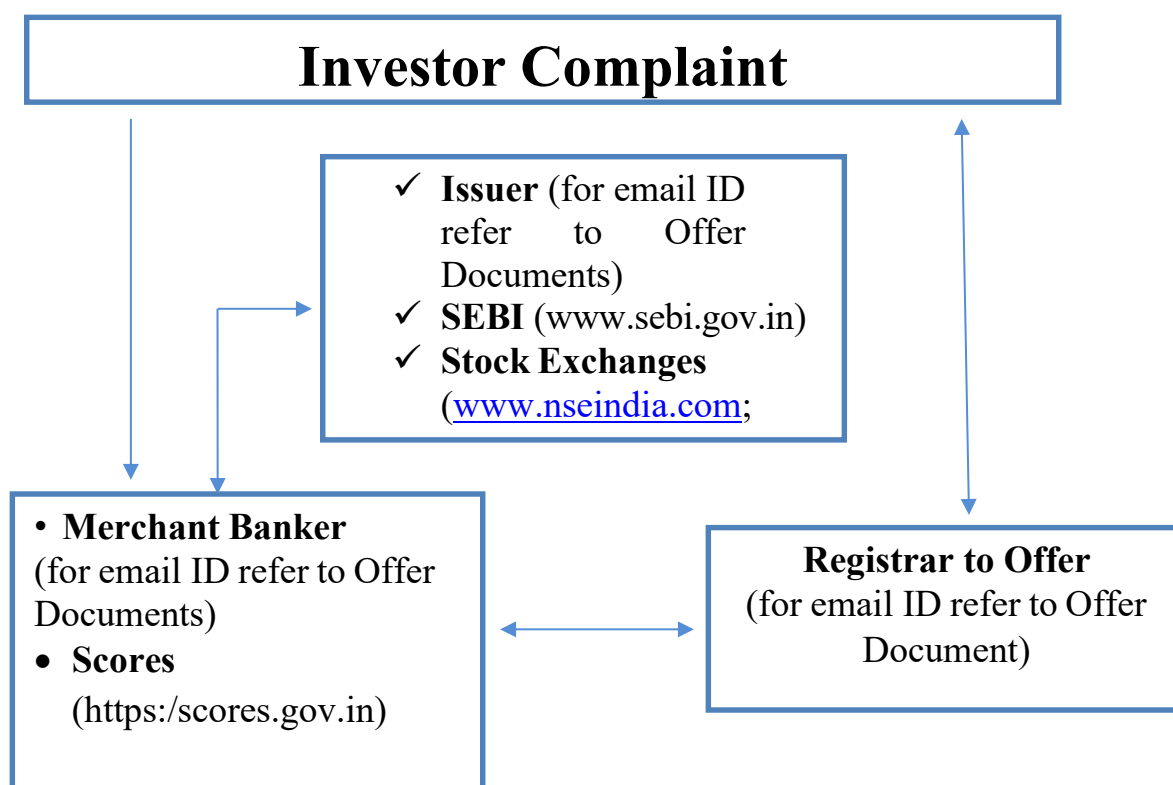 Investor Complaint
✓ Issuer (for email ID
refer to Offer
Documents)
✓ SEBI (www.sebi.gov.in)
✓ Stock Exchanges
(www.nseindia.com;
• Merchant Banker
(for email ID refer to Offer
Documents)
• Scores
(https:/scores.gov.in)
Registrar to Offer
(for email ID refer to Offer
Document)